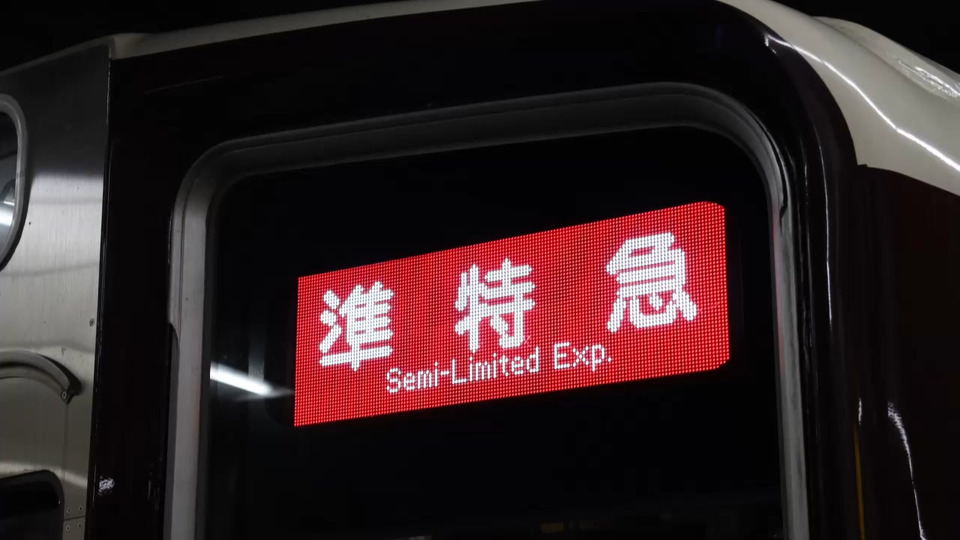 準特急
Semi-Limited Exp.